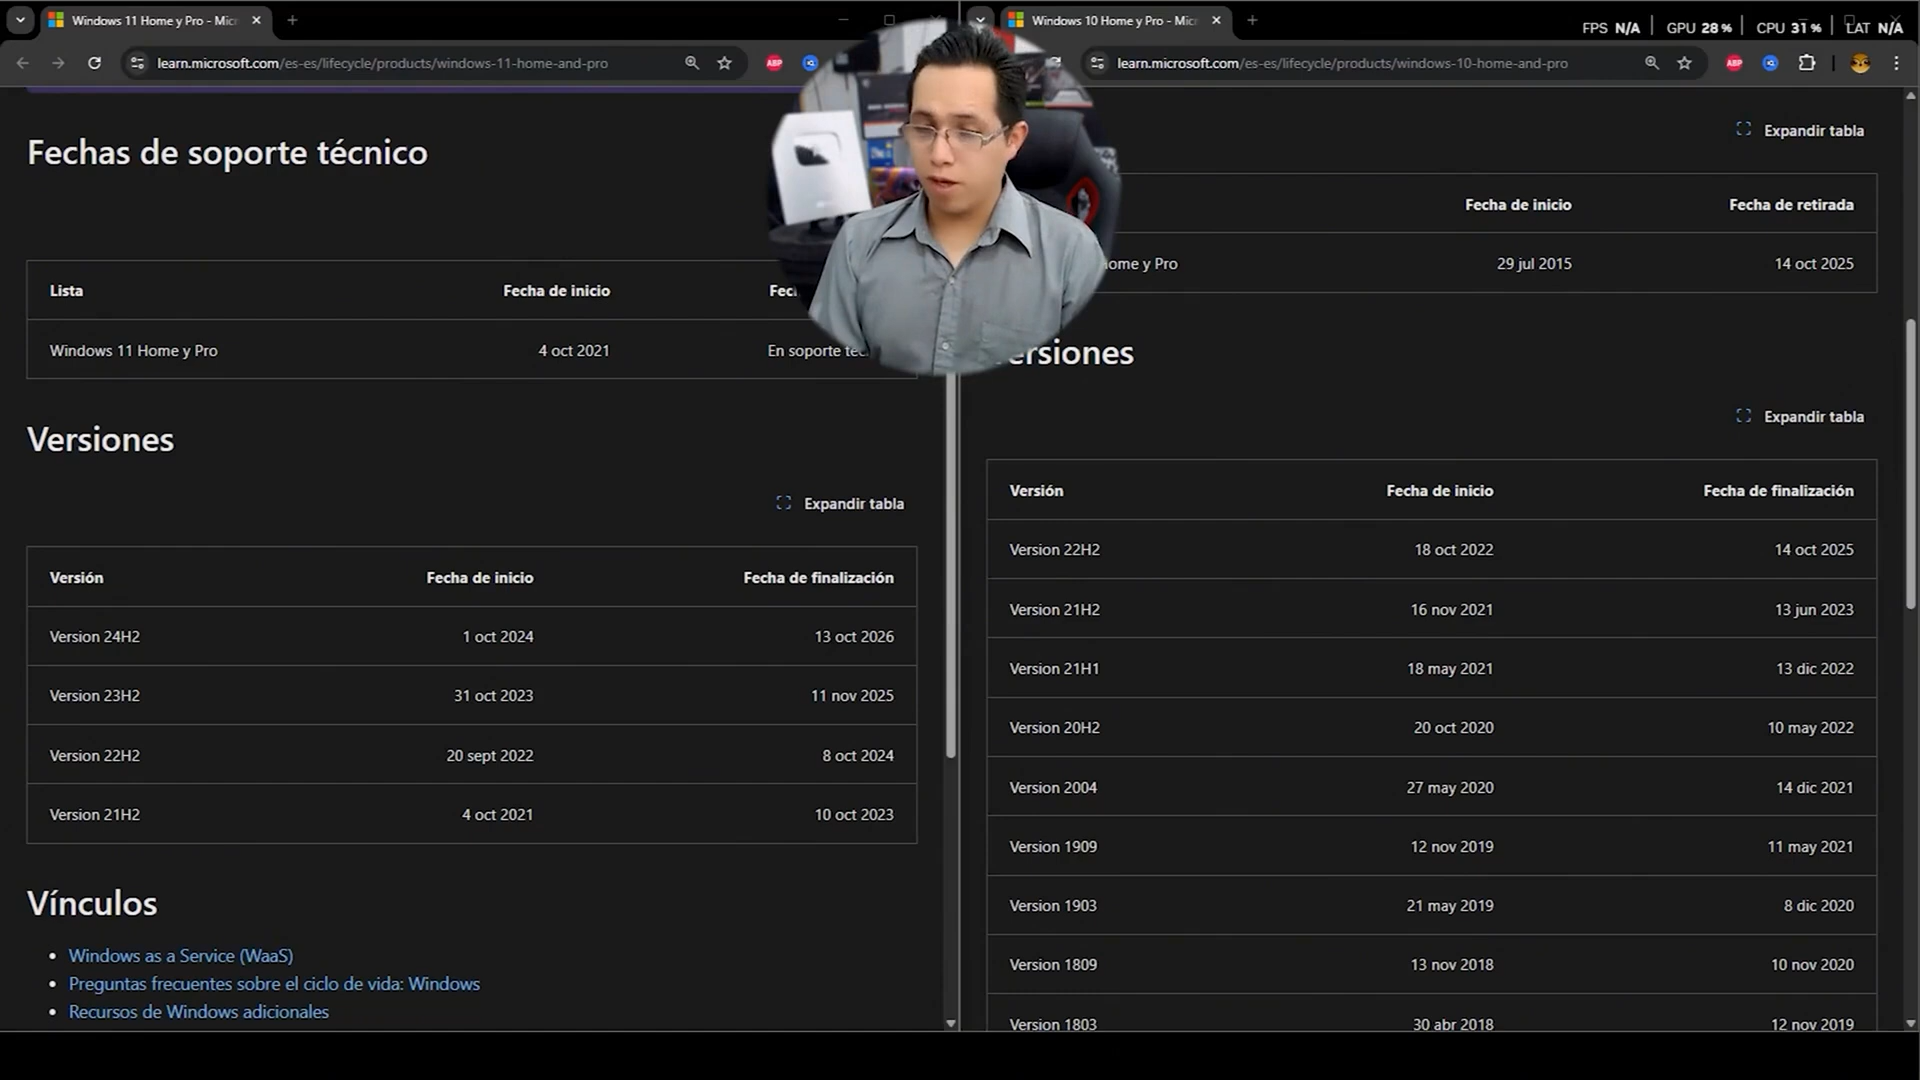 Windows 11 Home y Pro - Micr
Windows 10 Home y Pro - Micr
FPS N/A | GPU 28 % | CPU 31 % | LAT N/A
learn.microsoft.com/es-es/lifecycle/products/windows-11-home-and-pro
ABP
learn.microsoft.com/es-es/lifecycle/products/windows-10-home-and-pro
ABP
Fechas de soporte técnico
Lista Fecha de inicio
Windows 11 Home y Pro 4 oct 2021 En soporte
Versiones
Expandir tabla
Versión Fecha de inicio Fecha de finalización
Version 24H2 1 oct 2024 13 oct 2026
Version 23H2 31 oct 2023 11 nov 2025
Version 22H2 20 sept 2022 8 oct 2024
Version 21H2 4 oct 2021 10 oct 2023
Vínculos
• Windows as a Service (WaaS)
• Preguntas frecuentes sobre el ciclo de vida: Windows
• Recursos de Windows adicionales
Expandir tabla
Fecha de inicio Fecha de retirada
ome y Pro 29 jul 2015 14 oct 2025
ersiones
Expandir tabla
Versión Fecha de inicio Fecha de finalización
Version 22H2 18 oct 2022 14 oct 2025
Version 21H2 16 nov 2021 13 jun 2023
Version 21H1 18 may 2021 13 dic 2022
Version 20H2 20 oct 2020 10 may 2022
Version 2004 27 may 2020 14 dic 2021
Version 1909 12 nov 2019 11 may 2021
Version 1903 21 may 2019 8 dic 2020
Version 1809 13 nov 2018 10 nov 2020
Version 1803 30 abr 2018 12 nov 2019